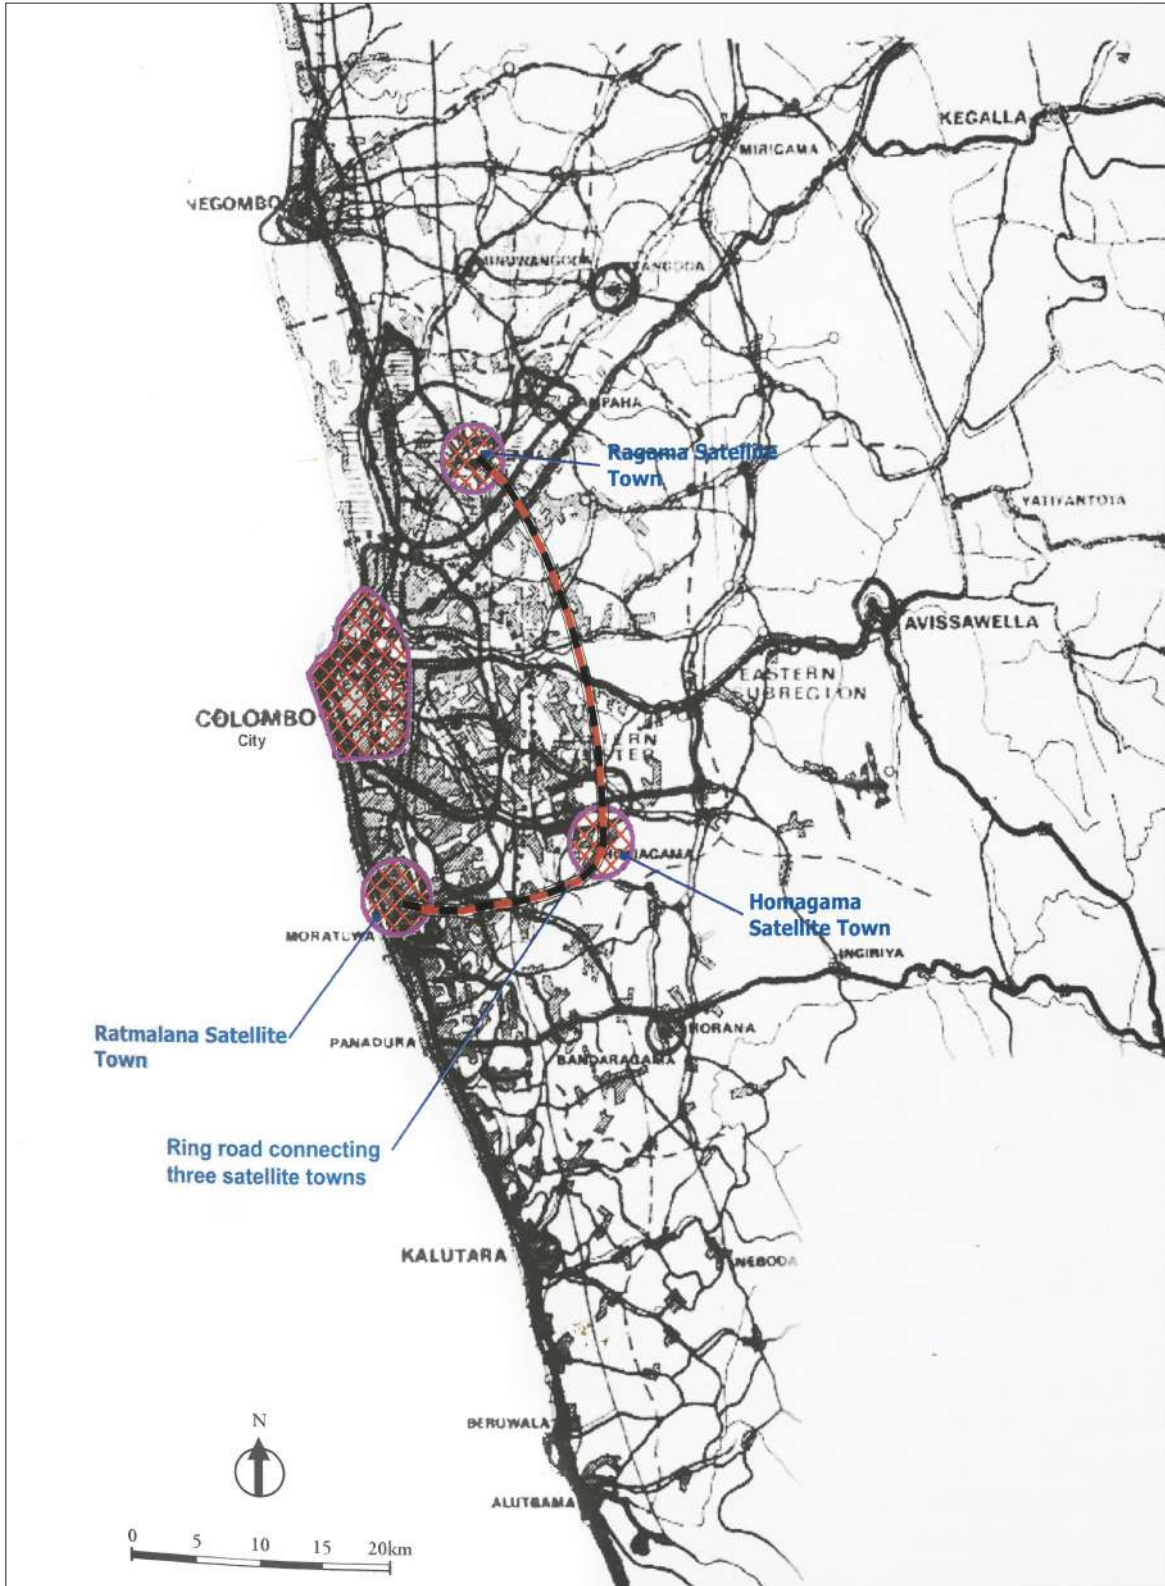 KEGALLA
MIRIGAMA
NEGOMBO
MINUWANGODA
GAMPAHA
Ragama Satellite
Town
YATIYANTOTA
AVISSAWELLA
EASTERN
SUBREGION
COLOMBO
City
HOMAGAMA
Homagama
Satellite Town
MORATUWA
INGIRIYA
Ratmalana Satellite
Town
PANADURA
HORANA
BANDARAGAMA
Ring road connecting
three satellite towns
KALUTARA
NEBODA
BERUWALA
N
ALUTGAMA
0 5 10 15 20km